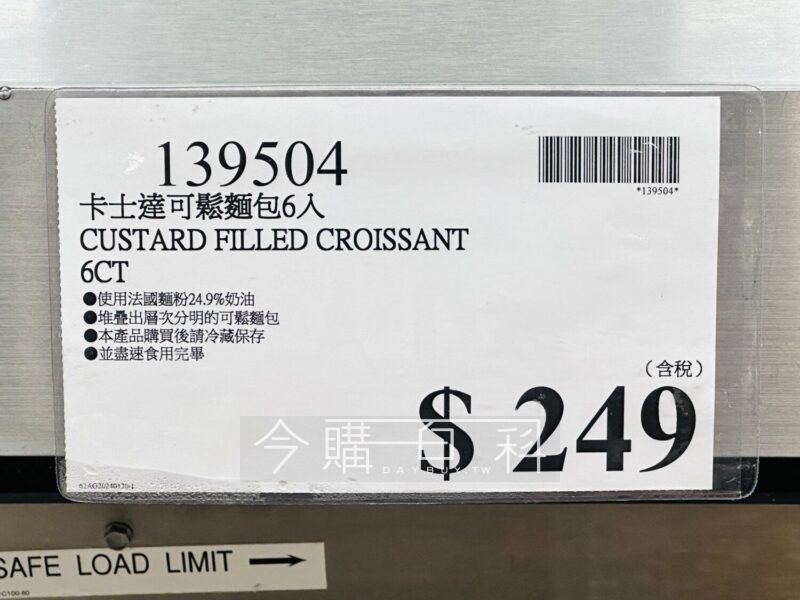 139504
*139504*
卡士達可鬆麵包6入
CUSTARD FILLED CROISSANT
6CT
●使用法國麵粉24.9%奶油
●堆疊出層次分明的可鬆麵包
●本產品購買後請冷藏保存
●並盡速食用完畢
（含稅）
$ 249
今購百科
DAYBUY.TW
SAFE LOAD LIMIT